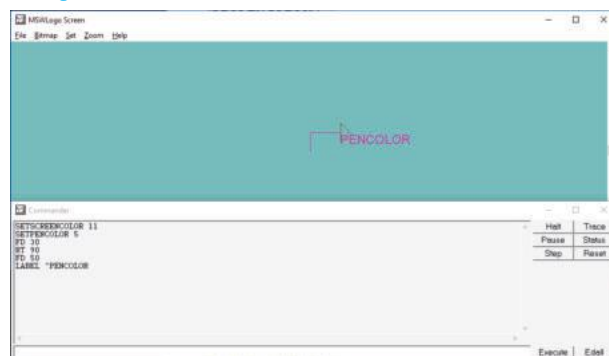 MSWLogo Screen
File Bitmap Set Zoom Help
PENCOLOR
Commander
SETSCREENCOLOR 11
SETPENCOLOR 5
FD 30
RT 90
FD 50
LABEL "PENCOLOR
Halt Trace
Pause Status
Step Reset
Execute Edall